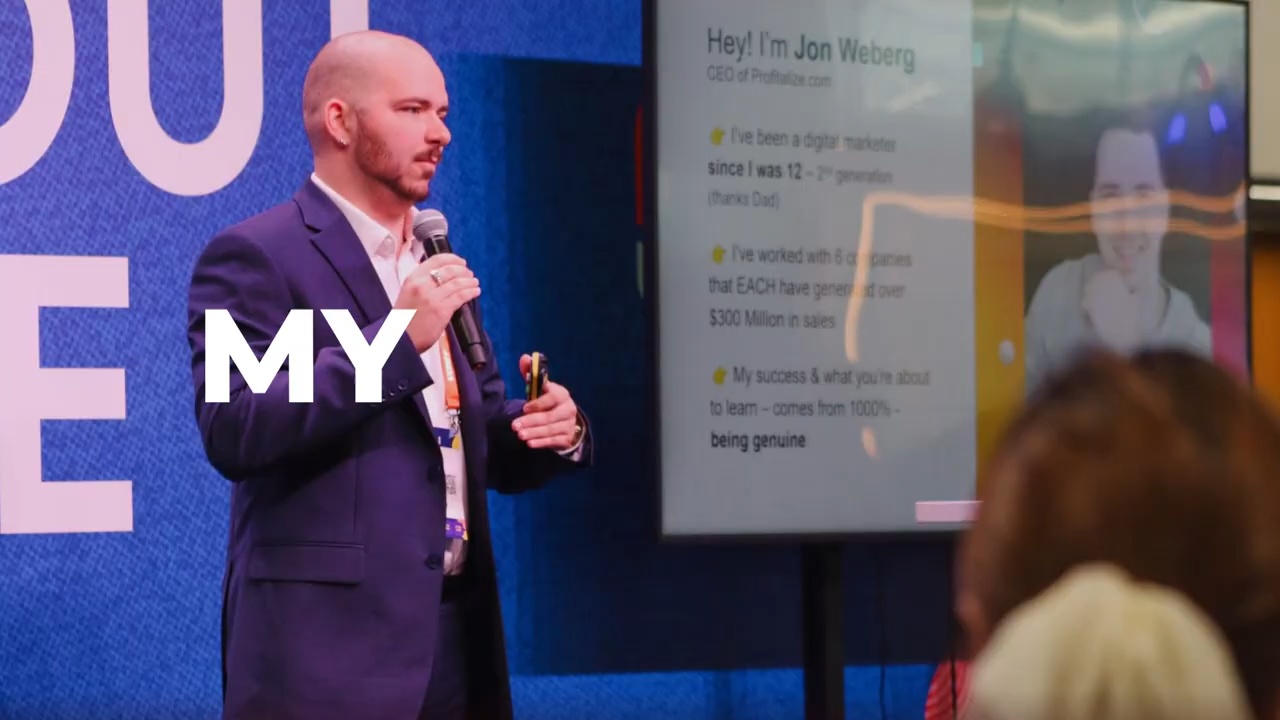 OU
E
MY
Hey! I'm Jon Weberg
CEO of Profitalize.com
👉 I've been a digital marketer
since I was 12 – 2nd generation
(thanks Dad)
👉 I've worked with 6 companies
that EACH have generated over
$300 Million in sales
👉 My success & what you're about
to learn – comes from 1000% -
being genuine